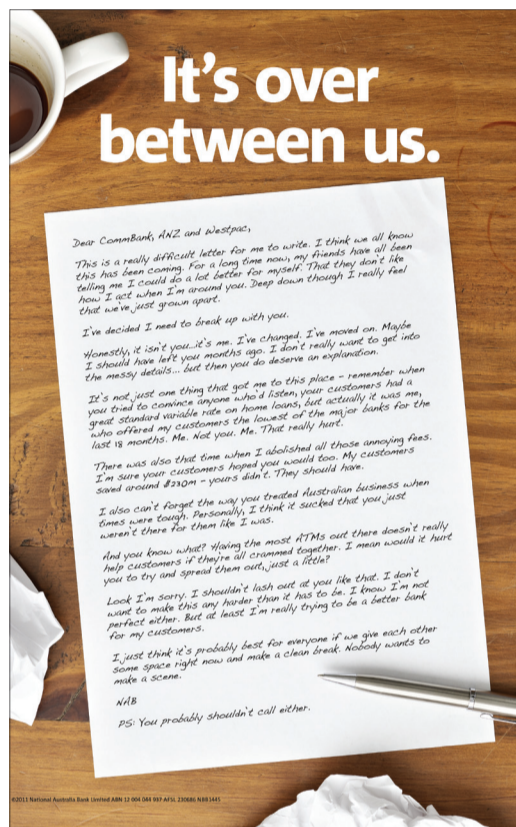 It's over
between us.
Dear CommBank, ANZ and Westpac,
This is a really difficult letter for me to write. I think we all know
this has been coming. For a long time now, my friends have all been
telling me I could do a lot better for myself. That they don't like
how I act when I'm around you. Deep down though I really feel
that we've just grown apart.
I've decided I need to break up with you.
Honestly, it isn't you...it's me. I've changed. I've moved on. Maybe
I should have left you months ago. I don't really want to get into
the messy details... but then you do deserve an explanation.
It's not just one thing that got me to this place – remember when
you tried to convince anyone who'd listen, your customers had a
great standard variable rate on home loans, but actually it was me,
who offered my customers the lowest of the major banks for the
last 18 months. Me. Not you. Me. That really hurt.
There was also that time when I abolished all those annoying fees.
I'm sure your customers hoped you would too. My customers
saved around $230m – yours didn't. They should have.
I also can't forget the way you treated Australian business when
times were tough. Personally, I think it sucked that you just
weren't there for them like I was.
And you know what? Having the most ATMs out there doesn't really
help customers if they're all crammed together. I mean would it hurt
you to try and spread them out, just a little?
Look I'm sorry. I shouldn't lash out at you like that. I don't
want to make this any harder than it has to be. I know I'm not
perfect either. But at least I'm really trying to be a better bank
for my customers.
I just think it's probably best for everyone if we give each other
some space right now and make a clean break. Nobody wants to
make a scene.
NAB
PS: You probably shouldn't call either.
©2011 National Australia Bank Limited ABN 12 004 044 937 AFSL 230686 NBB1445